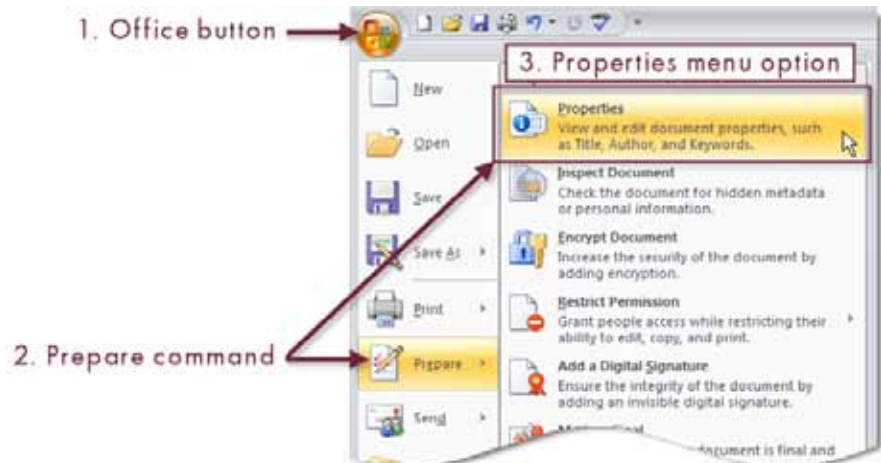 1. Office button
3. Properties menu option
New
Properties
View and edit document properties, such
as Title, Author, and Keywords.
Open
Inspect Document
Check the document for hidden metadata
or personal information.
Save
Encrypt Document
Increase the security of the document by
adding encryption.
Save As
Restrict Permission
Grant people access while restricting their
ability to edit, copy, and print.
Print
2. Prepare command
Prepare
Add a Digital Signature
Ensure the integrity of the document by
adding an invisible digital signature.
Send
document is final and